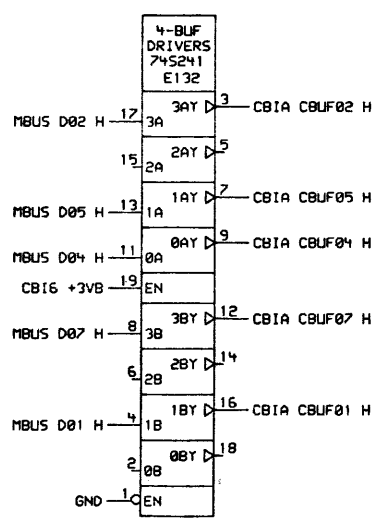 4-BUF
DRIVERS
74S241
E132
MBUS D02 H 17 3A 3AY 3 CBIA CBUF02 H
15 2A 2AY 5
MBUS D05 H 13 1A 1AY 7 CBIA CBUF05 H
MBUS D04 H 11 0A 0AY 9 CBIA CBUF04 H
CBI6 +3VB 19 EN
MBUS D07 H 8 3B 3BY 12 CBIA CBUF07 H
6 2B 2BY 14
MBUS D01 H 4 1B 1BY 16 CBIA CBUF01 H
2 0B 0BY 18
GND 1 EN